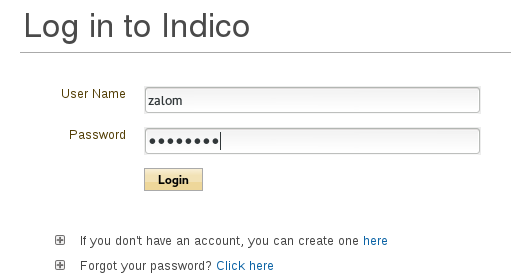 Log in to Indico
User Name
zalom
Password
••••••••
Login
If you don't have an account, you can create one here
Forgot your password? Click here